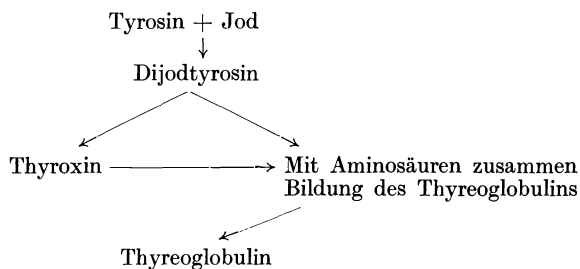 Tyrosin + Jod
Dijodtyrosin
Thyroxin
Mit Aminosäuren zusammen
Bildung des Thyreoglobulins
Thyreoglobulin